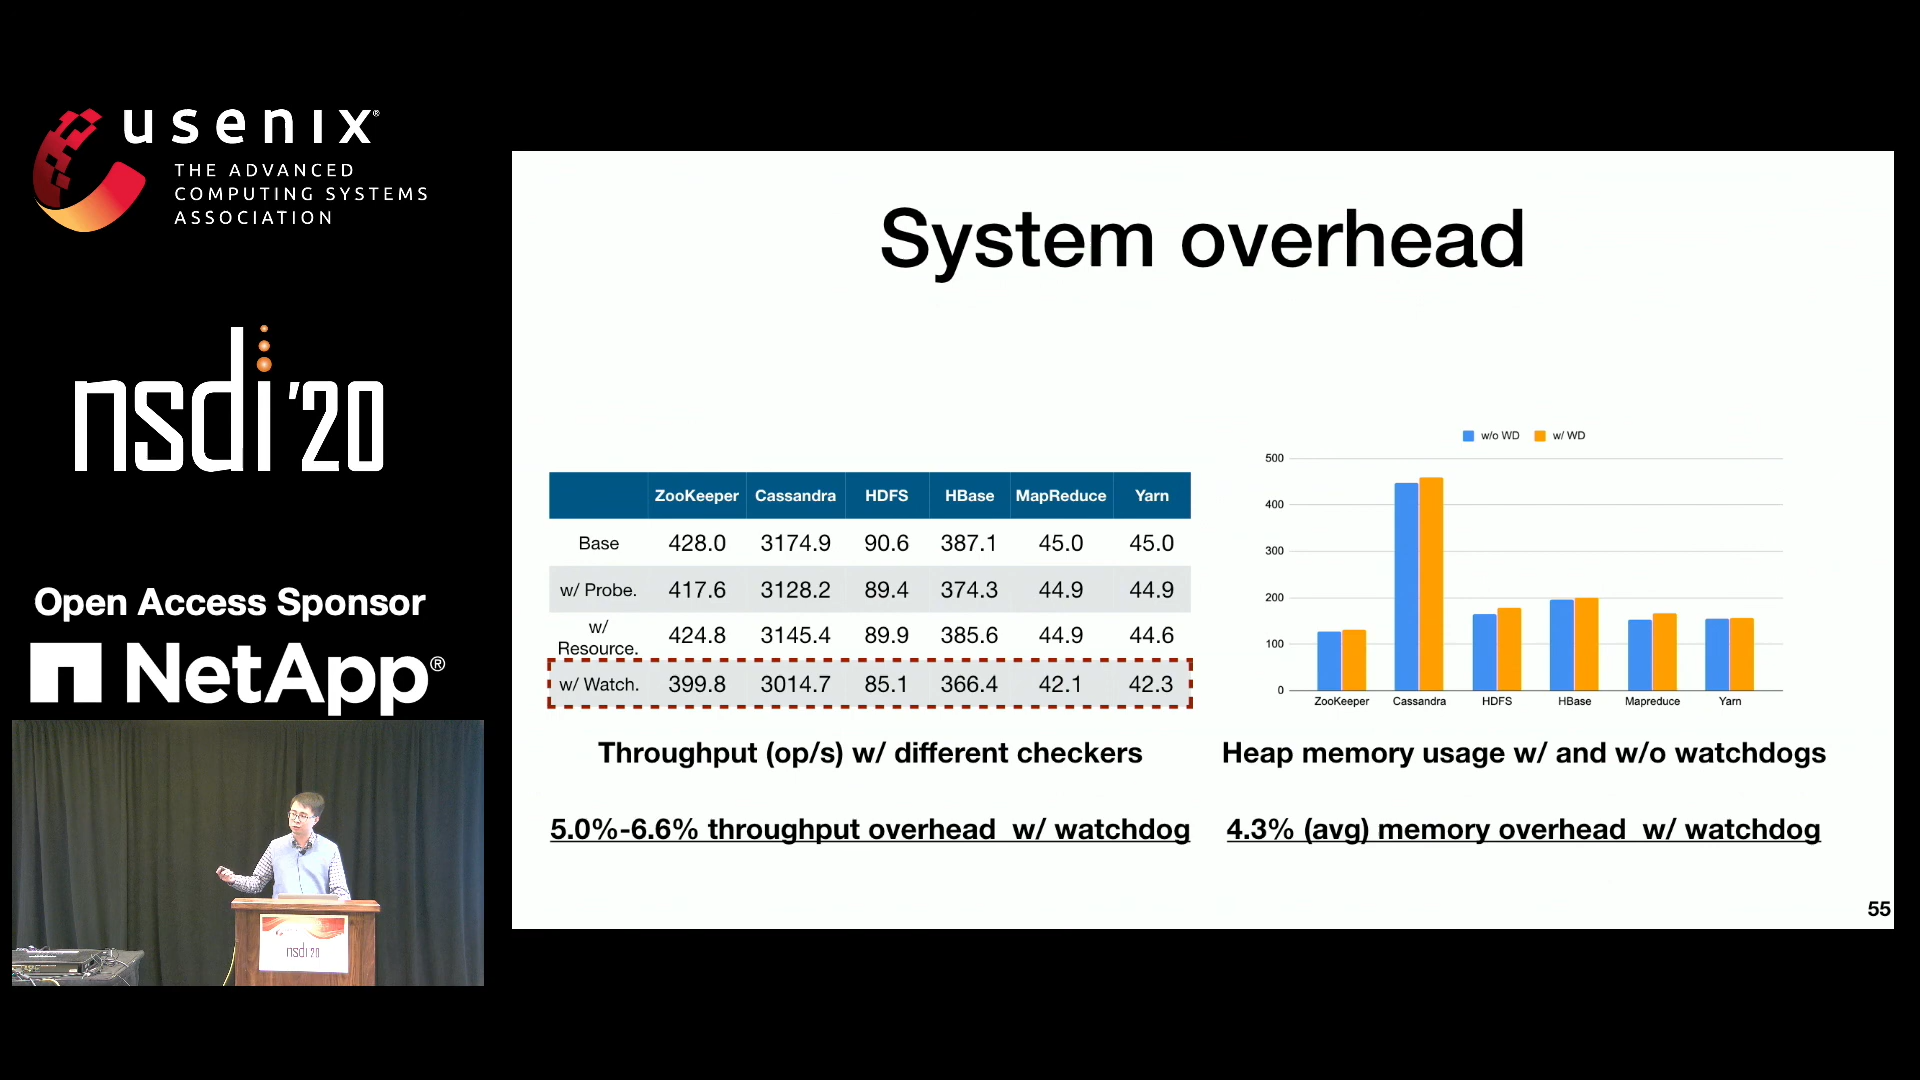 usenix®
THE ADVANCED
COMPUTING SYSTEMS
ASSOCIATION
nsdi '20
Open Access Sponsor
NetApp®
nsdi 20
System overhead
ZooKeeper Cassandra HDFS HBase MapReduce Yarn
Base 428.0 3174.9 90.6 387.1 45.0 45.0
w/ Probe. 417.6 3128.2 89.4 374.3 44.9 44.9
w/ Resource. 424.8 3145.4 89.9 385.6 44.9 44.6
w/ Watch. 399.8 3014.7 85.1 366.4 42.1 42.3
Throughput (op/s) w/ different checkers
5.0%-6.6% throughput overhead w/ watchdog
w/o WD w/ WD
500
400
300
200
100
0
ZooKeeper Cassandra HDFS HBase Mapreduce Yarn
Heap memory usage w/ and w/o watchdogs
4.3% (avg) memory overhead w/ watchdog
55